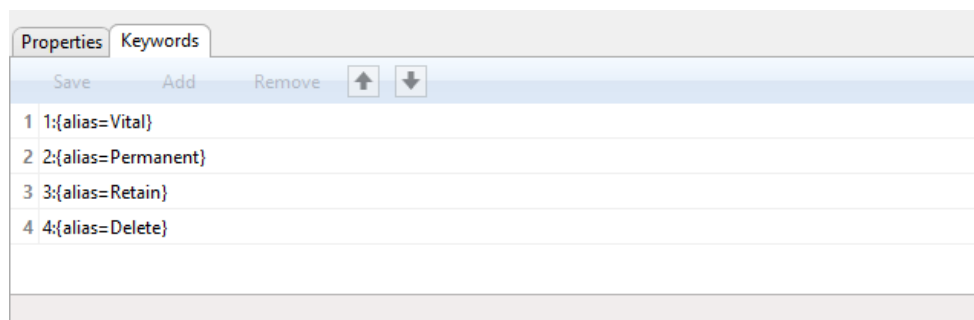 Properties Keywords
Save Add Remove
1 1:{alias=Vital}
2 2:{alias=Permanent}
3 3:{alias=Retain}
4 4:{alias=Delete}